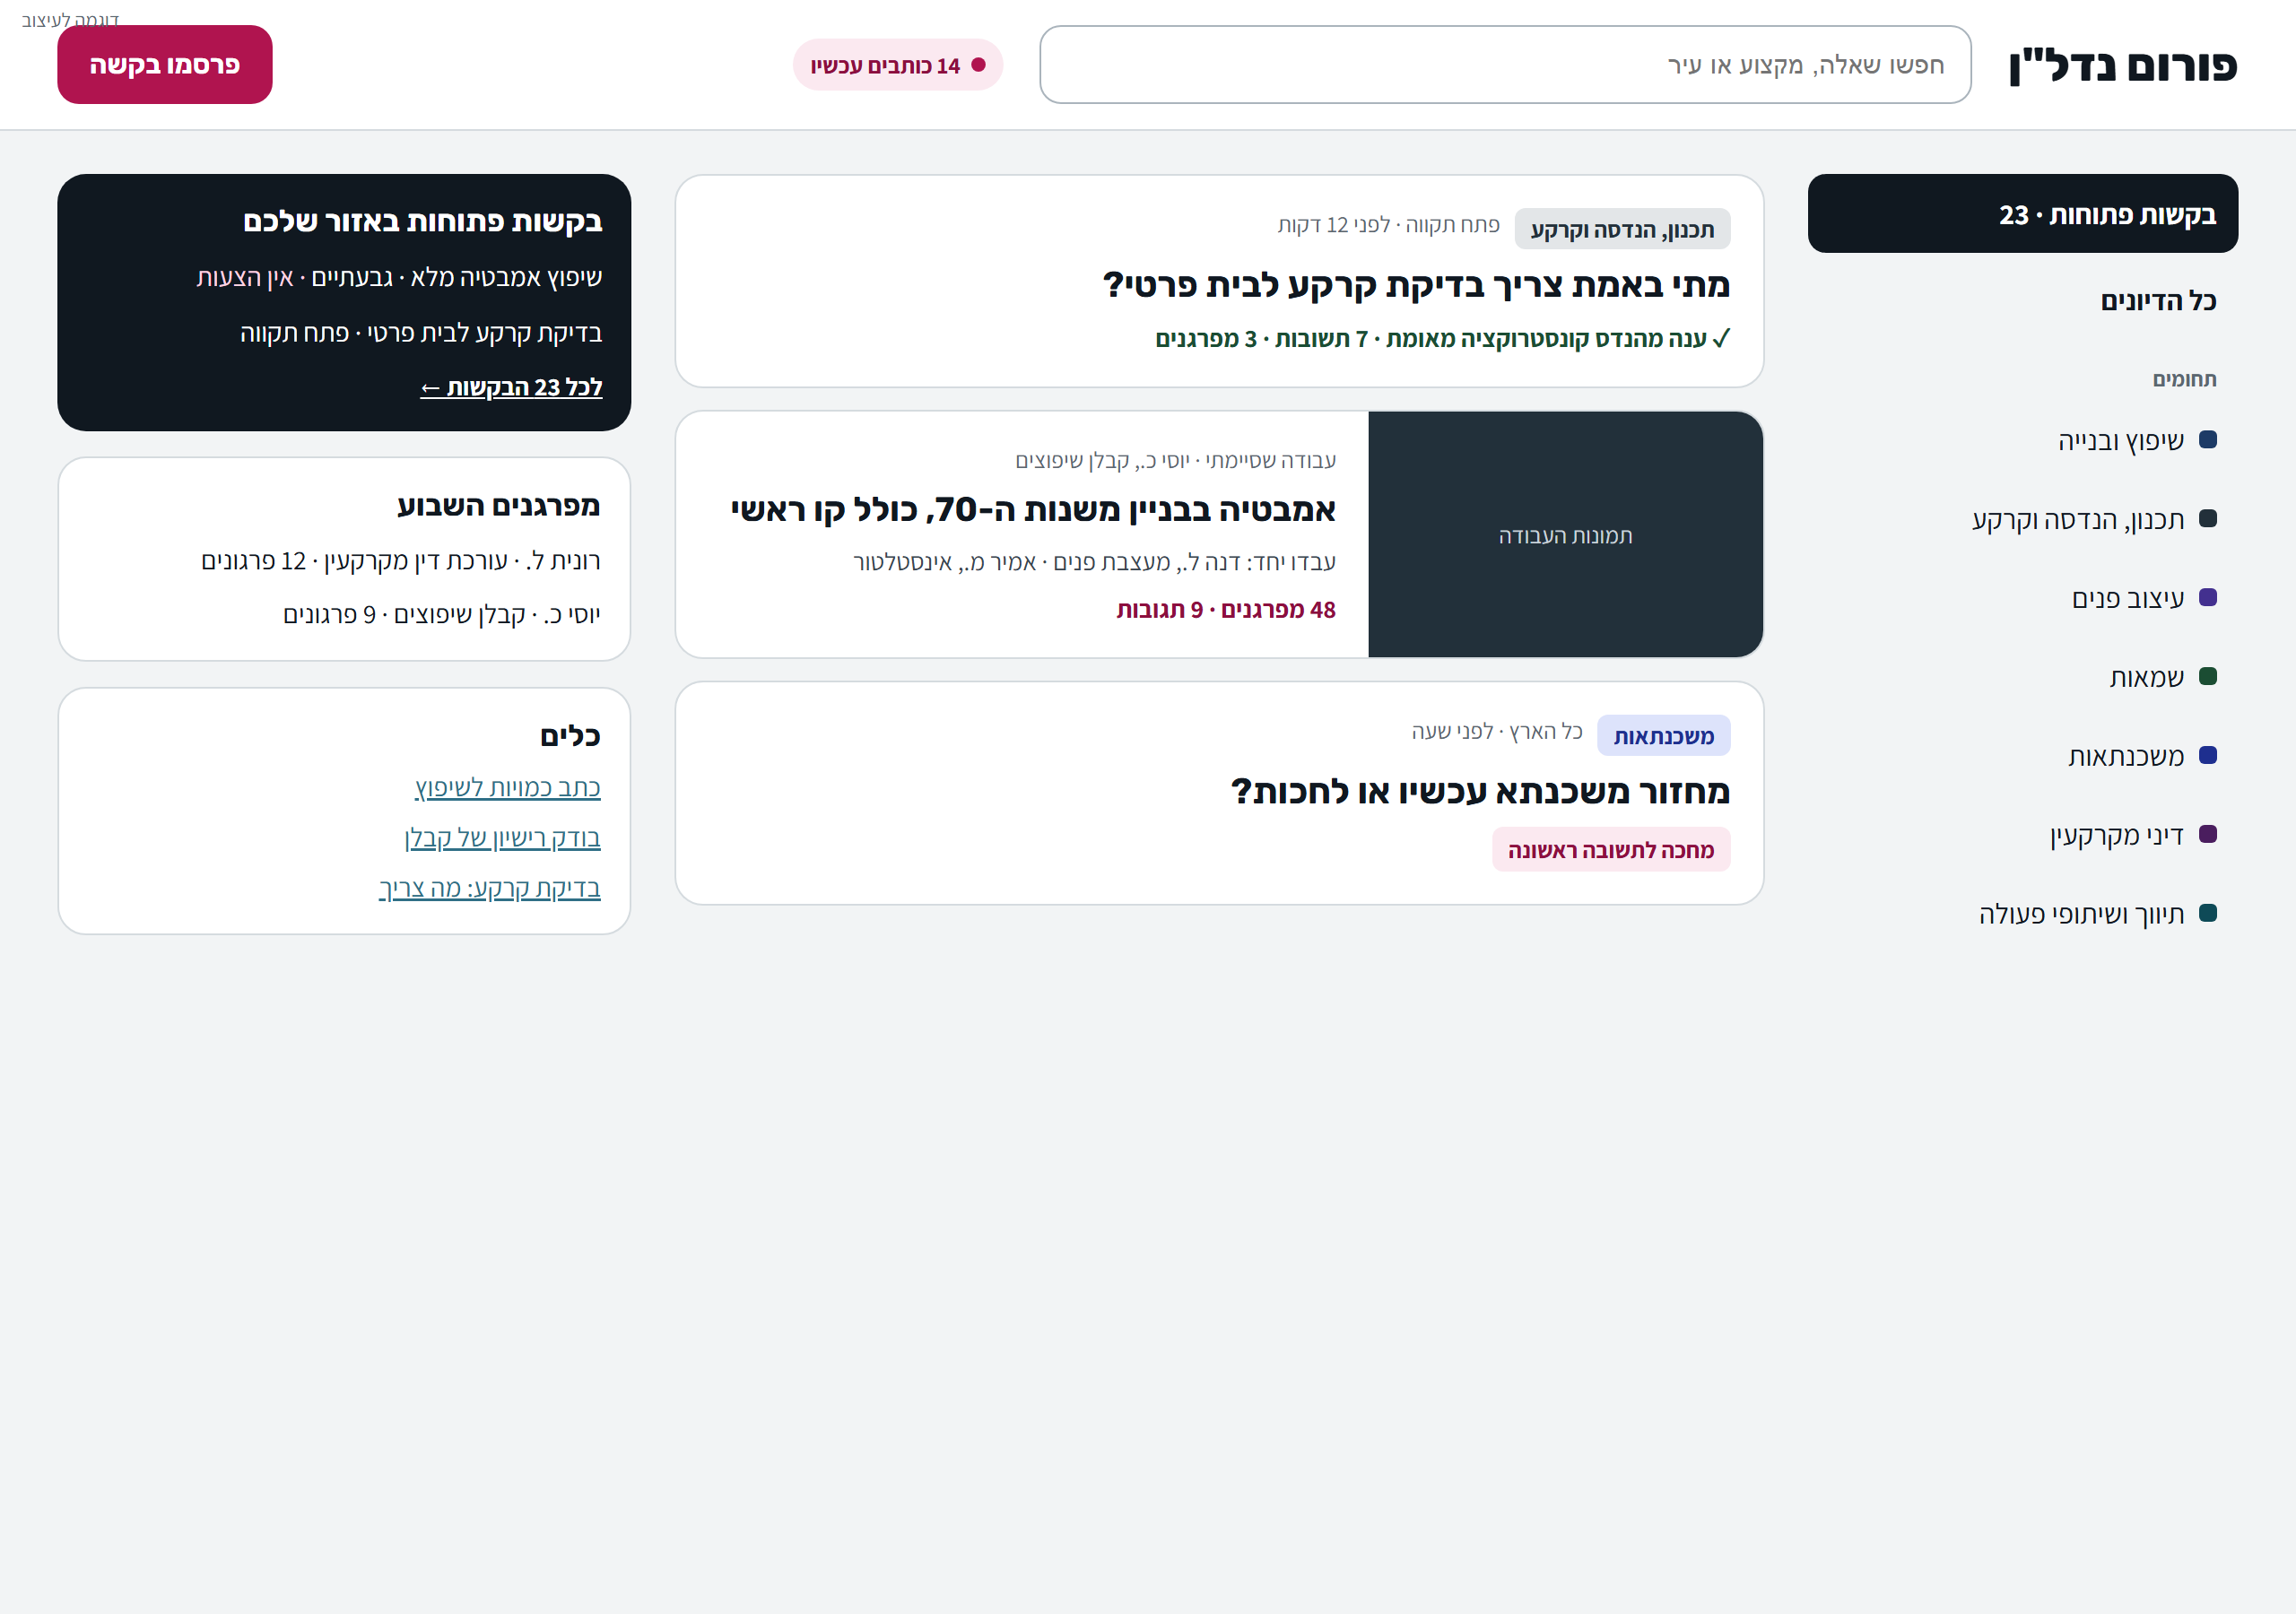 דוגמה לעיצוב
פורום נדל"ן
חפשו שאלה, מקצוע או עיר
14 כותבים עכשיו
פרסמו בקשה
בקשות פתוחות · 23
כל הדיונים
תחומים
שיפוץ ובנייה
תכנון, הנדסה וקרקע
עיצוב פנים
שמאות
משכנתאות
דיני מקרקעין
תיווך ושיתופי פעולה
תכנון, הנדסה וקרקע
פתח תקווה · לפני 12 דקות
מתי באמת צריך בדיקת קרקע לבית פרטי?
✓ ענה מהנדס קונסטרוקציה מאומת · 7 תשובות · 3 מפרגנים
תמונות העבודה
עבודה שסיימתי · יוסי כ., קבלן שיפוצים
אמבטיה בבניין משנות ה-70, כולל קו ראשי
עבדו יחד: דנה ל., מעצבת פנים · אמיר מ., אינסטלטור
48 מפרגנים · 9 תגובות
משכנתאות
כל הארץ · לפני שעה
מחזור משכנתא עכשיו או לחכות?
מחכה לתשובה ראשונה
בקשות פתוחות באזור שלכם
שיפוץ אמבטיה מלא · גבעתיים · אין הצעות
בדיקת קרקע לבית פרטי · פתח תקווה
לכל 23 הבקשות ←
מפרגנים השבוע
רונית ל. · עורכת דין מקרקעין · 12 פרגונים
יוסי כ. · קבלן שיפוצים · 9 פרגונים
כלים
כתב כמויות לשיפוץ
בודק רישיון של קבלן
בדיקת קרקע: מה צריך